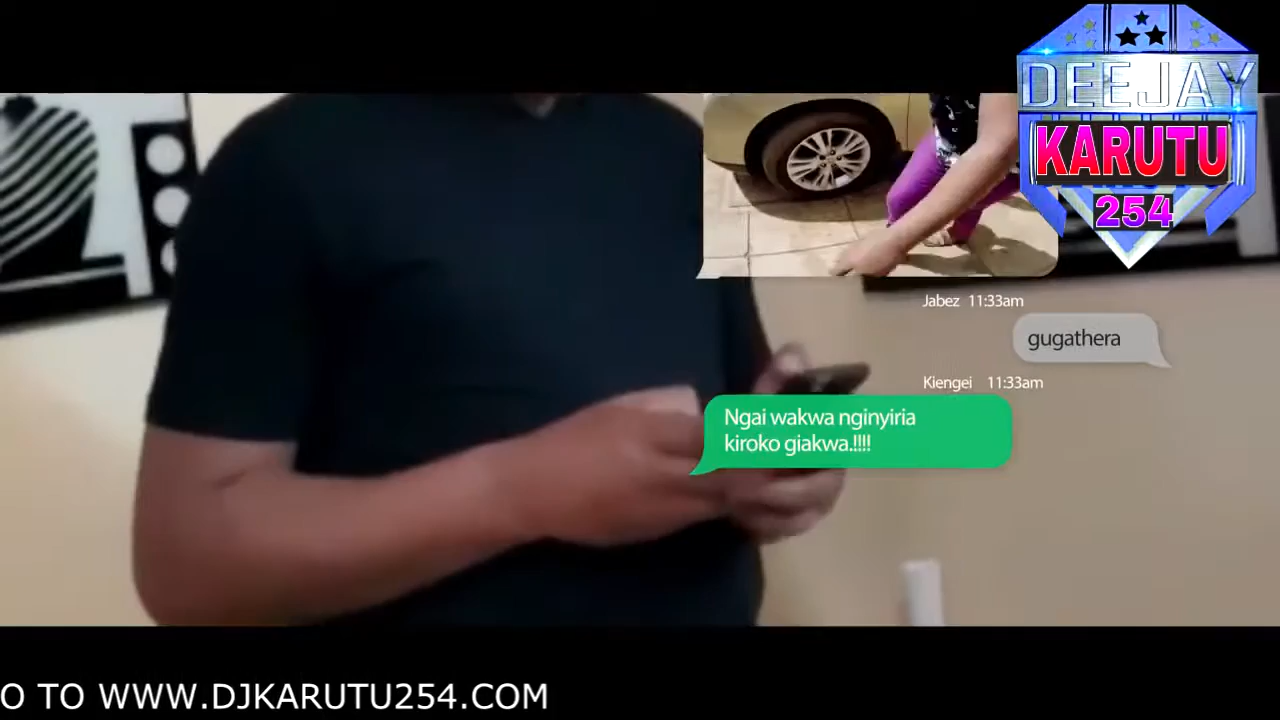 DEEJAY
KARUTU
254
Jabez 11:33am
gugathera
Kiengei 11:33am
Ngai wakwa nginyiria
kiroko giakwa.!!!!
O TO WWW.DJKARUTU254.COM